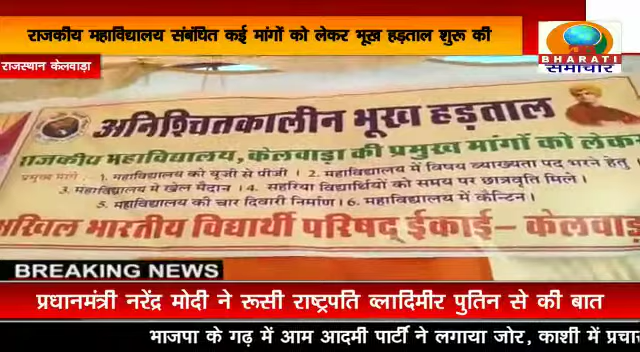 राजकीय महाविद्यालय संबंधित कई मांगों को लेकर भूख हड़ताल शुरू की
BHARATI
समाचार
राजस्थान केलवाड़ा
अनिश्चितकालीन भूख हड़ताल
राजकीय महाविद्यालय, केलवाड़ा की प्रमुख मांगों को लेकर
प्रमुख मांगे : 1. महाविद्यालय को यूजी से पीजी । 2. महाविद्यालय में विषय व्याख्यता पद भरने हेतु
3. महाविद्यालय में खेल मैदान । 4. सहरिया विद्यार्थियों को समय पर छात्रवृति मिले ।
5. महाविद्यालय की चार दिवारी निर्माण । 6. महाविद्यालय में केन्टिन ।
अखिल भारतीय विद्यार्थी परिषद् ईकाई– केलवाड़
BREAKING NEWS
प्रधानमंत्री नरेंद्र मोदी ने रूसी राष्ट्रपति व्लादिमीर पुतिन से की बात
भाजपा के गढ़ में आम आदमी पार्टी ने लगाया जोर, काशी में प्रचा